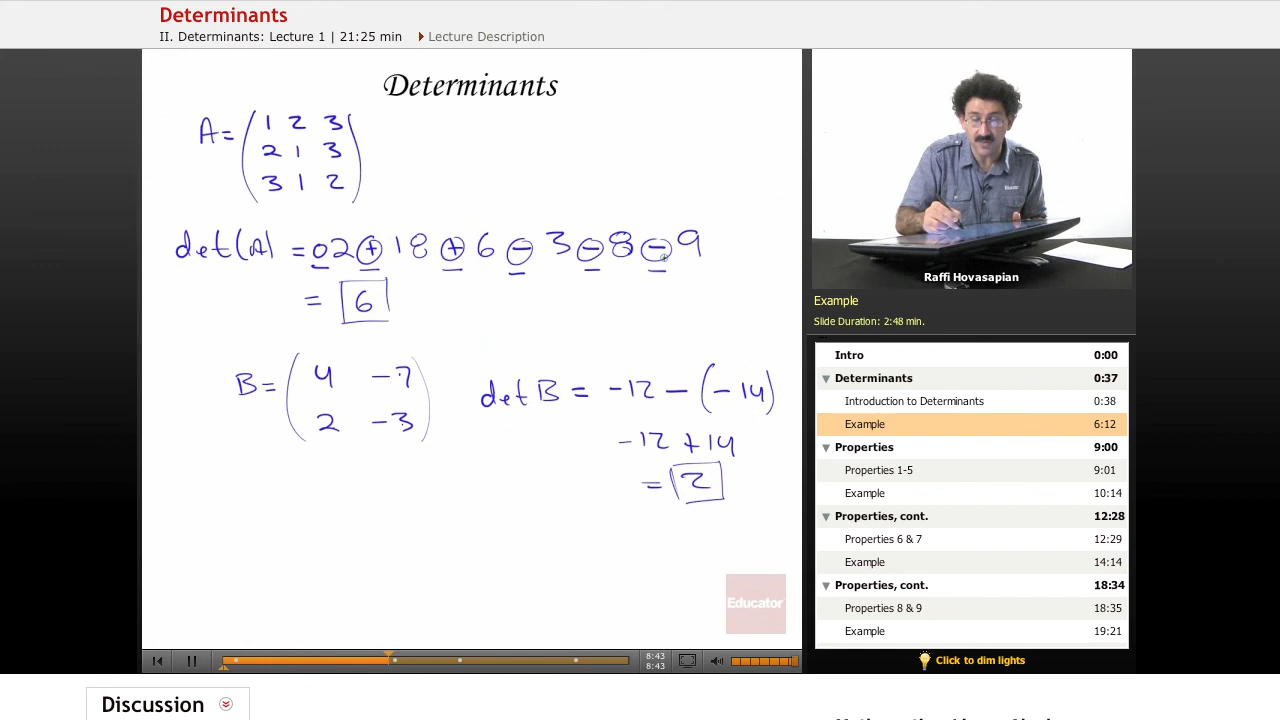 Determinants
II. Determinants: Lecture 1 | 21:25 min Lecture Description
Determinants
A = ( 1 2 3
2 1 3
3 1 2 )
det(A) = 02 + 18 + 6 − 3 − 8 − 9
= 6
B = ( 4 −7
2 −3 )
det B = −12 − (−14)
−12 + 14
= 2
Educator
Raffi Hovasapian
Example
Slide Duration: 2:48 min.
Intro 0:00
Determinants 0:37
Introduction to Determinants 0:38
Example 6:12
Properties 9:00
Properties 1-5 9:01
Example 10:14
Properties, cont. 12:28
Properties 6 & 7 12:29
Example 14:14
Properties, cont. 18:34
Properties 8 & 9 18:35
Example 19:21
8:43
8:43
Click to dim lights
Discussion